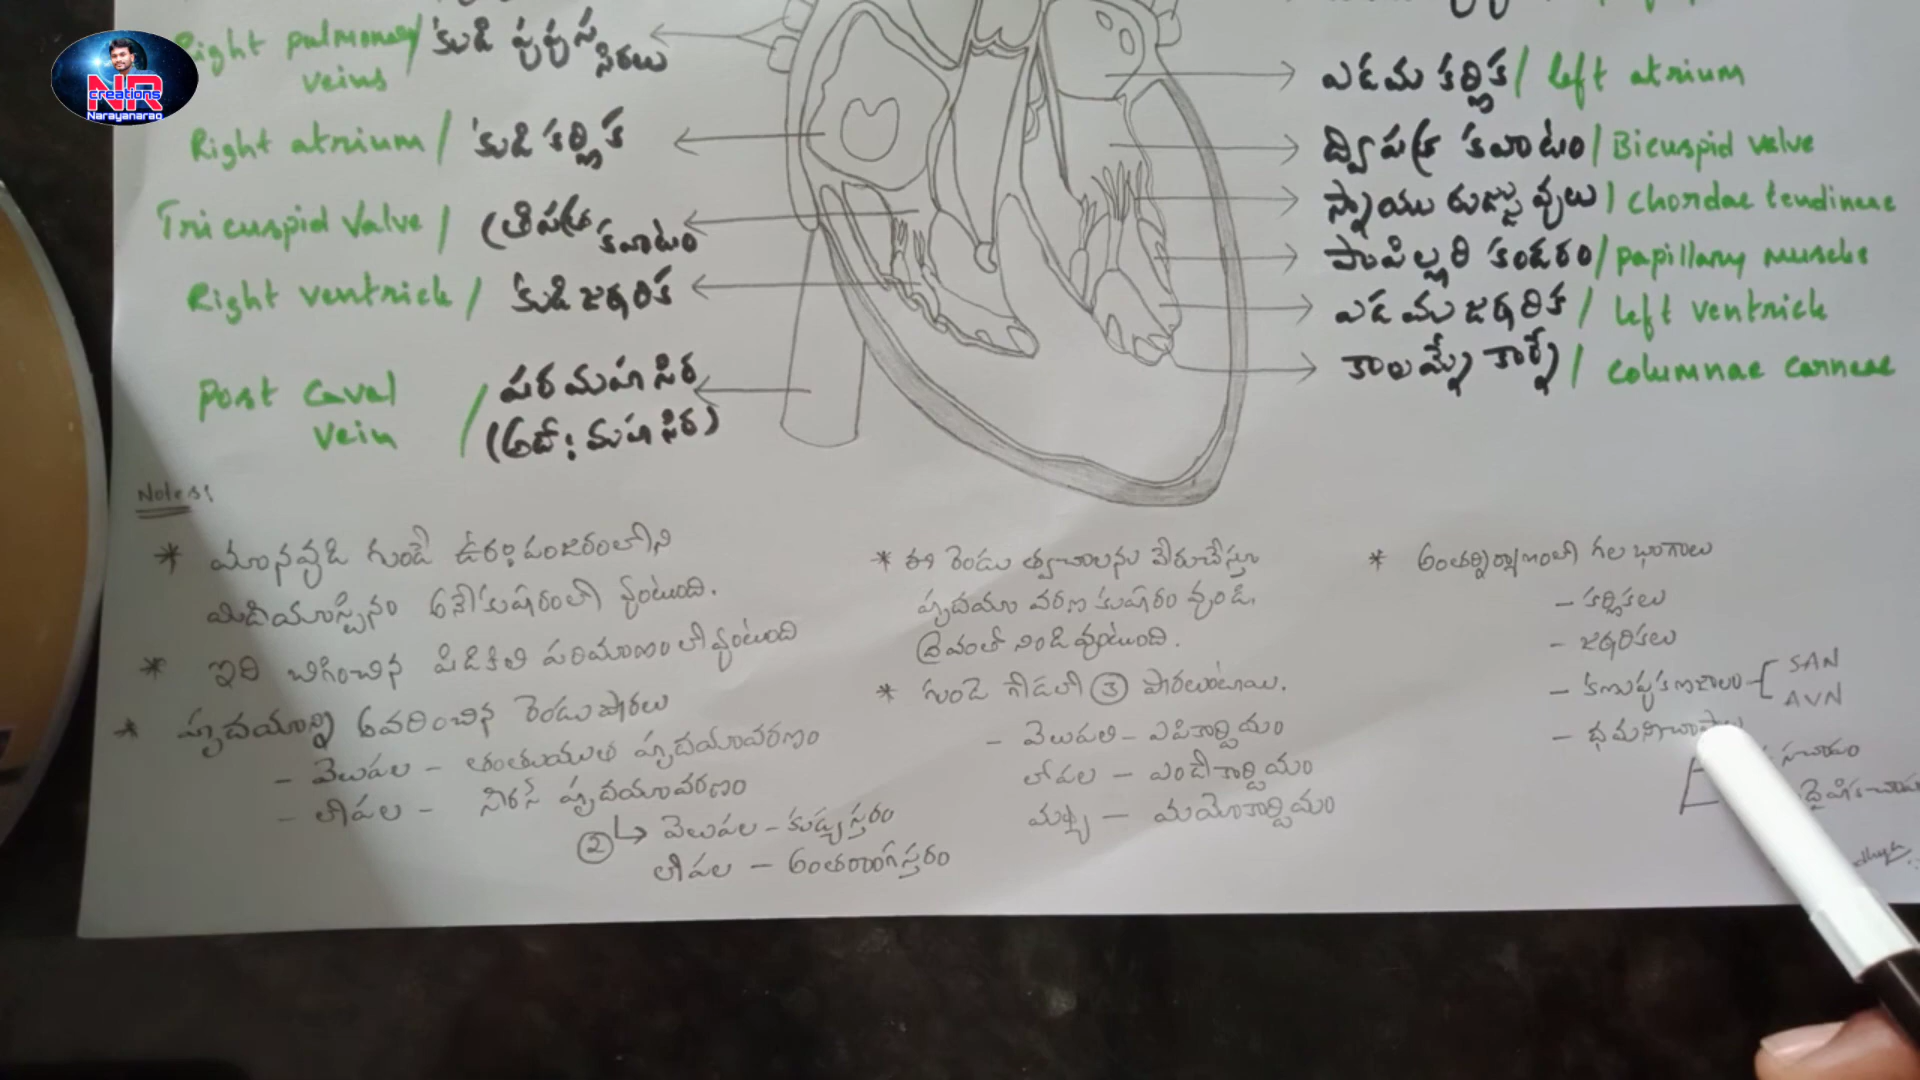 NR
creations
Narayanarao
Right pulmonary / కుడి పుపుస
veins సిరలు
Right atrium / కుడి కర్ణిక
Tricuspid Valve / త్రిపత్ర
కవాటం
Right ventricle / కుడి జఠరిక
Post Caval / పర మహా సిర
vein (అధ: మహా సిర)
ఎడమ కర్ణిక / left atrium
ద్విపత్ర కవాటం / Bicuspid valve
స్నాయు రజ్జువులు / Chordae tendineae
పాపిల్లరి కండరం / papillary muscle
ఎడమ జఠరిక / left ventricle
కాలమ్నే కార్నే / columnae carneae
Notes:
* మానవుడి గుండె ఉర:పంజరంలోని
మీడియాస్టినం అనే కుహరంలో వుంటుంది.
* ఇది బిగించిన పిడికిలి పరిమాణంలో వుంటుంది
* హృదయాన్ని ఆవరించిన రెండు పొరలు
- వెలుపల - తంతుయుత హృదయావరణం
- లోపల - సీరస్ హృదయావరణం
② ↳ వెలుపల - కుడ్యస్తరం
లోపల - అంతరాంగస్తరం
* ఈ రెండు త్వచాలను వేరుచేస్తూ
హృదయావరణ కుహరం వుండి.
ద్రవంతో నిండి వుంటుంది.
* గుండె గోడలో ③ పొరలుంటాయి.
- వెలుపలి - ఎపికార్డియం
లోపల - ఎండోకార్డియం
మధ్య - మయోకార్డియం
* అంతర్నిర్మాణంలో గల భాగాలు
- కర్ణికలు
- జఠరికలు
- కణుపుకణజాలం - [ SAN
AVN
- ధమనీచాపాలు